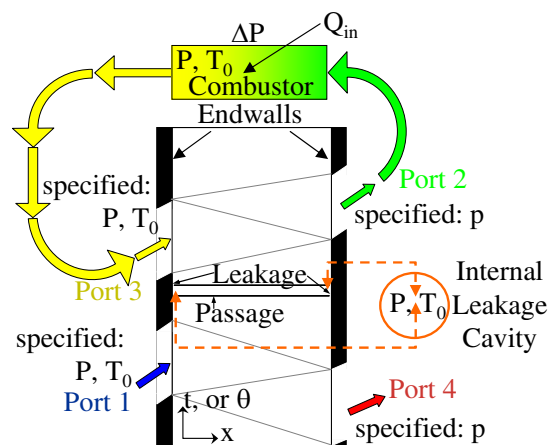 Q_in
ΔP
P, T_0
Combustor
Endwalls
specified:
P, T_0
Port 2
specified: p
Leakage
Port 3
Passage
Internal
P, T_0 Leakage
Cavity
specified:
P, T_0
Port 1
Port 4
t, or θ
specified: p
x